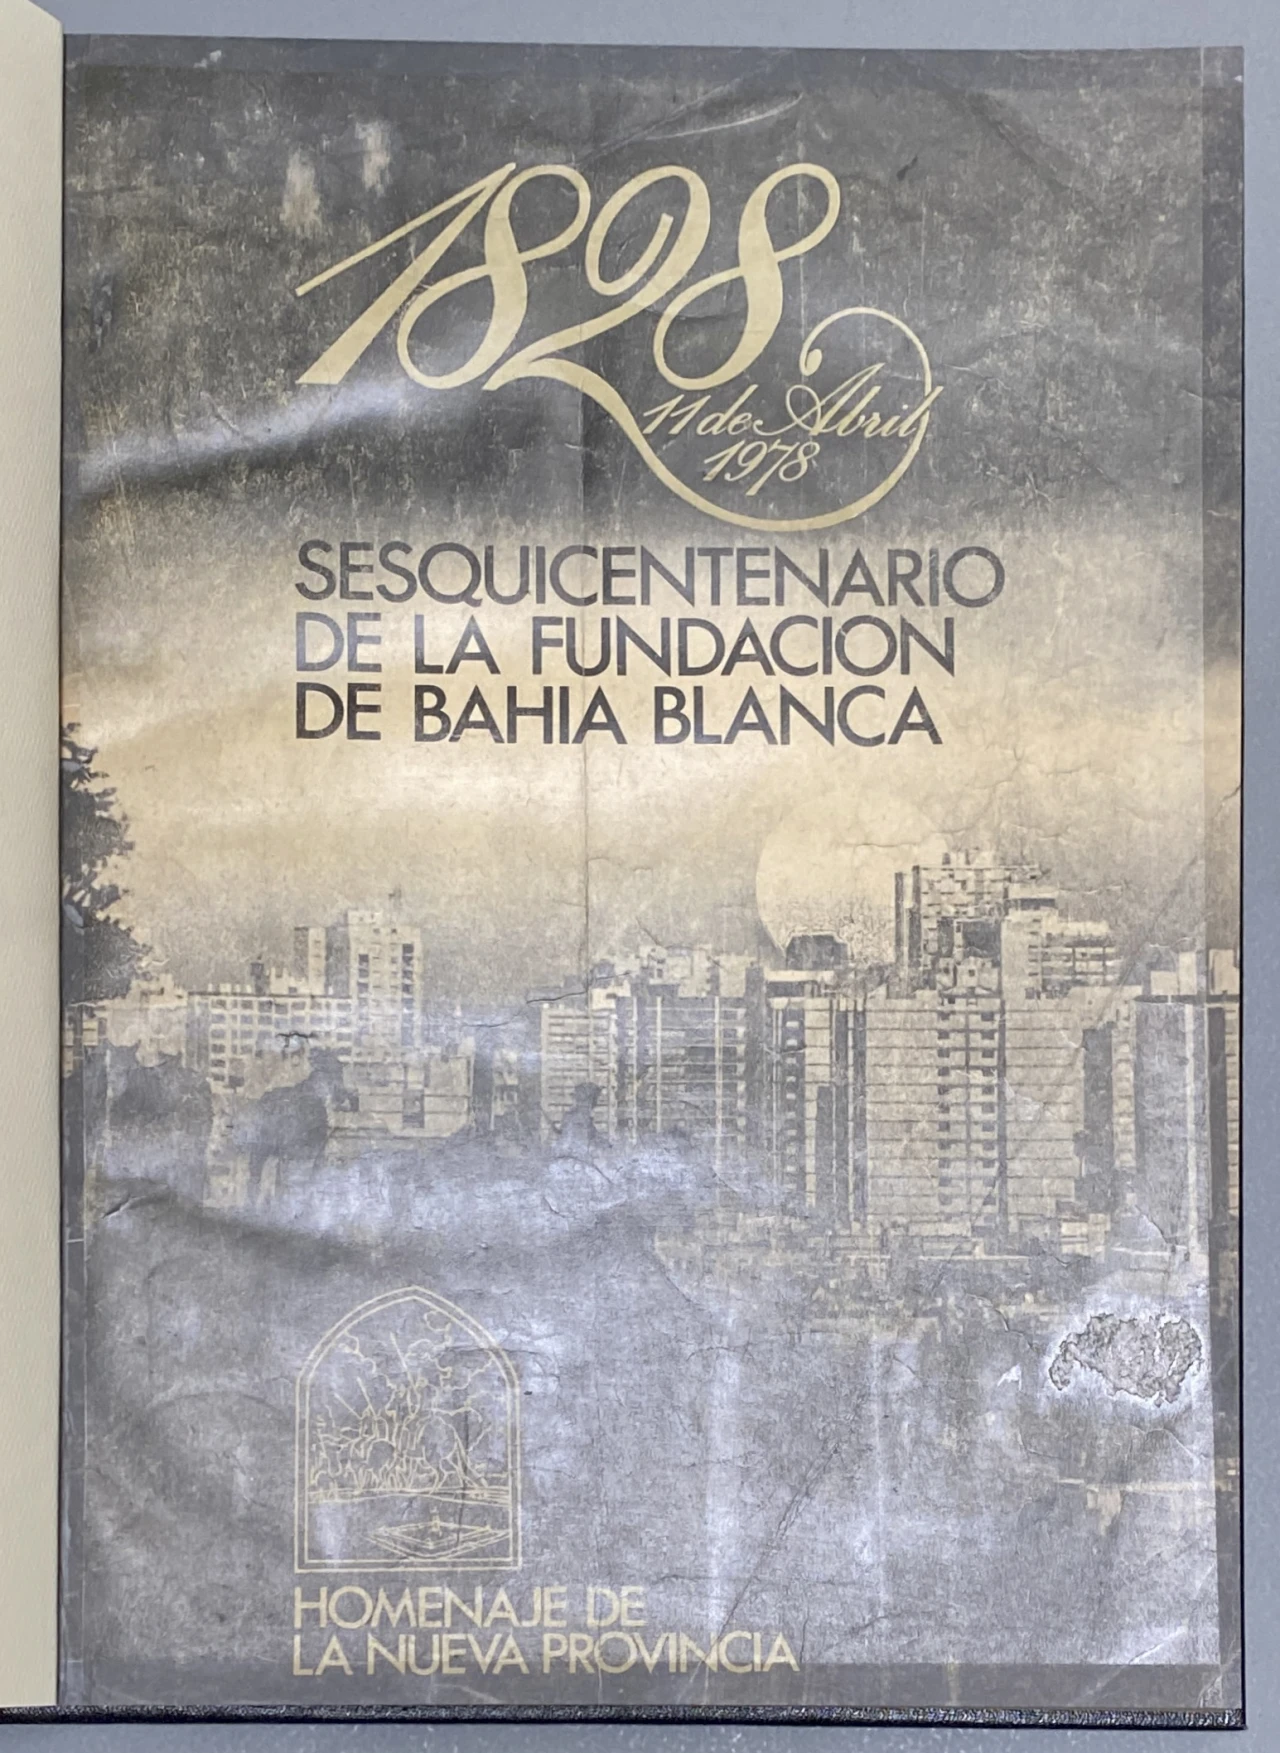 1828
11 de Abril
1978
SESQUICENTENARIO
DE LA FUNDACION
DE BAHIA BLANCA
HOMENAJE DE
LA NUEVA PROVINCIA